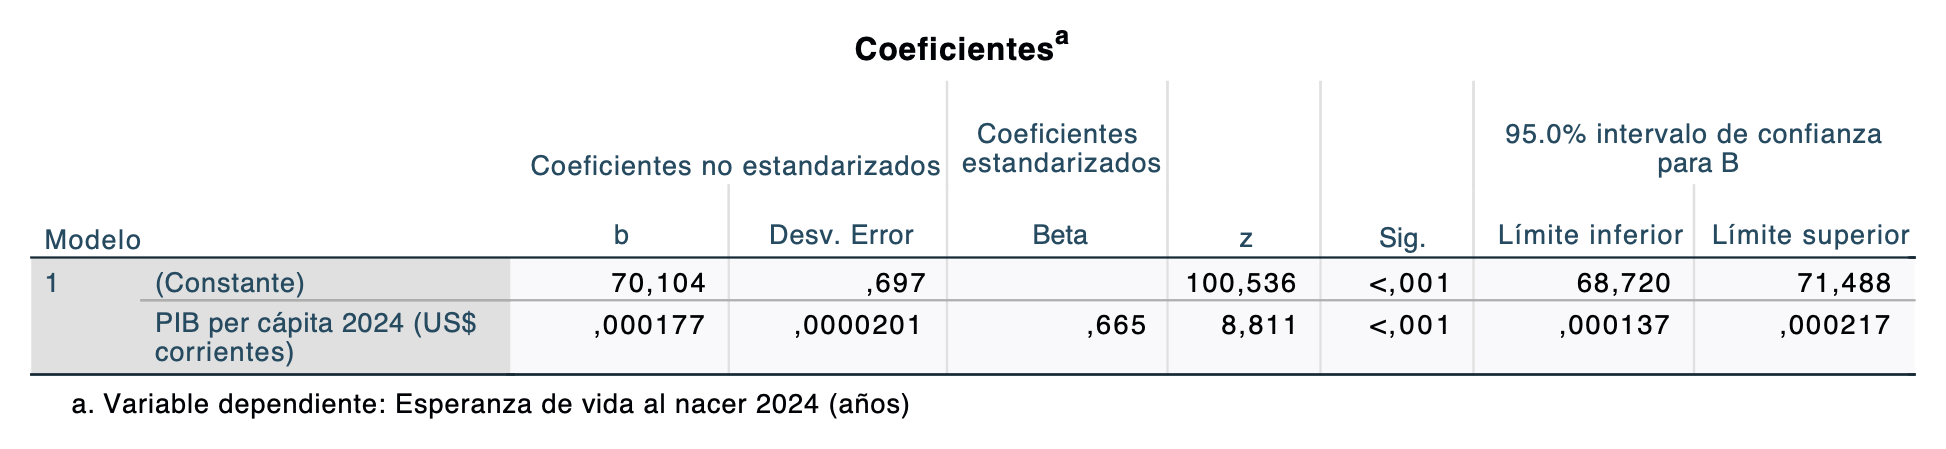 Coeficientesᵃ
Coeficientes no estandarizados Coeficientes estandarizados 95.0% intervalo de confianza para B
Modelo b Desv. Error Beta z Sig. Límite inferior Límite superior
1 (Constante) 70,104 ,697 100,536 <,001 68,720 71,488
PIB per cápita 2024 (US$ corrientes) ,000177 ,0000201 ,665 8,811 <,001 ,000137 ,000217
a. Variable dependiente: Esperanza de vida al nacer 2024 (años)